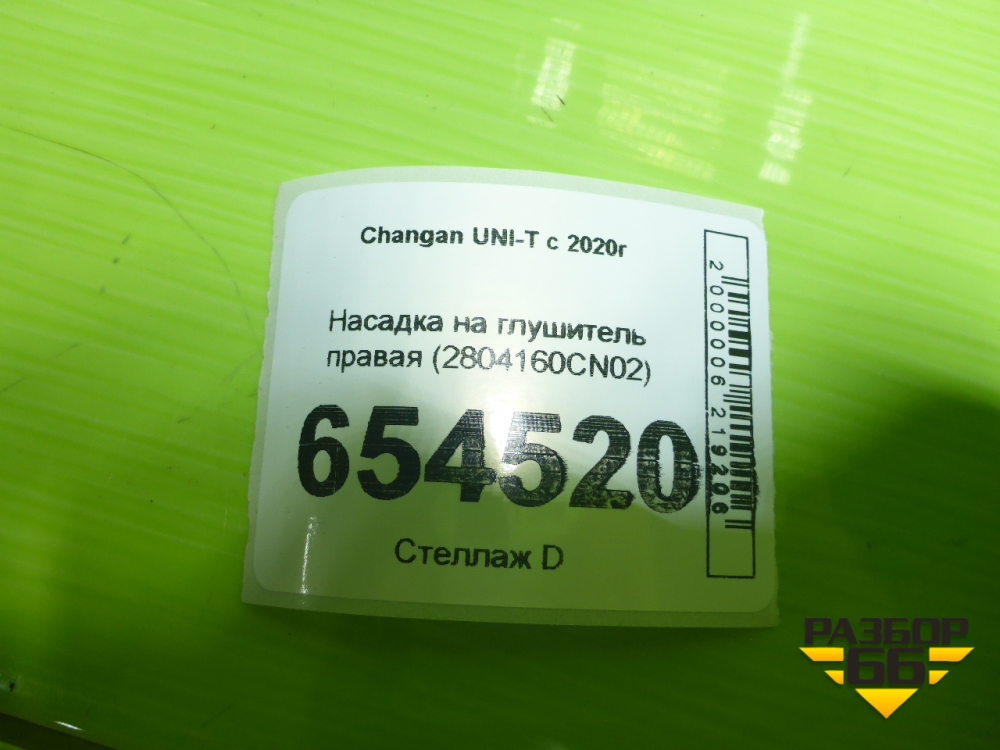 Changan UNI-T с 2020г
Насадка на глушитель
правая (2804160CN02)
654520
Стеллаж D
2000006219206
РАЗБОР
66